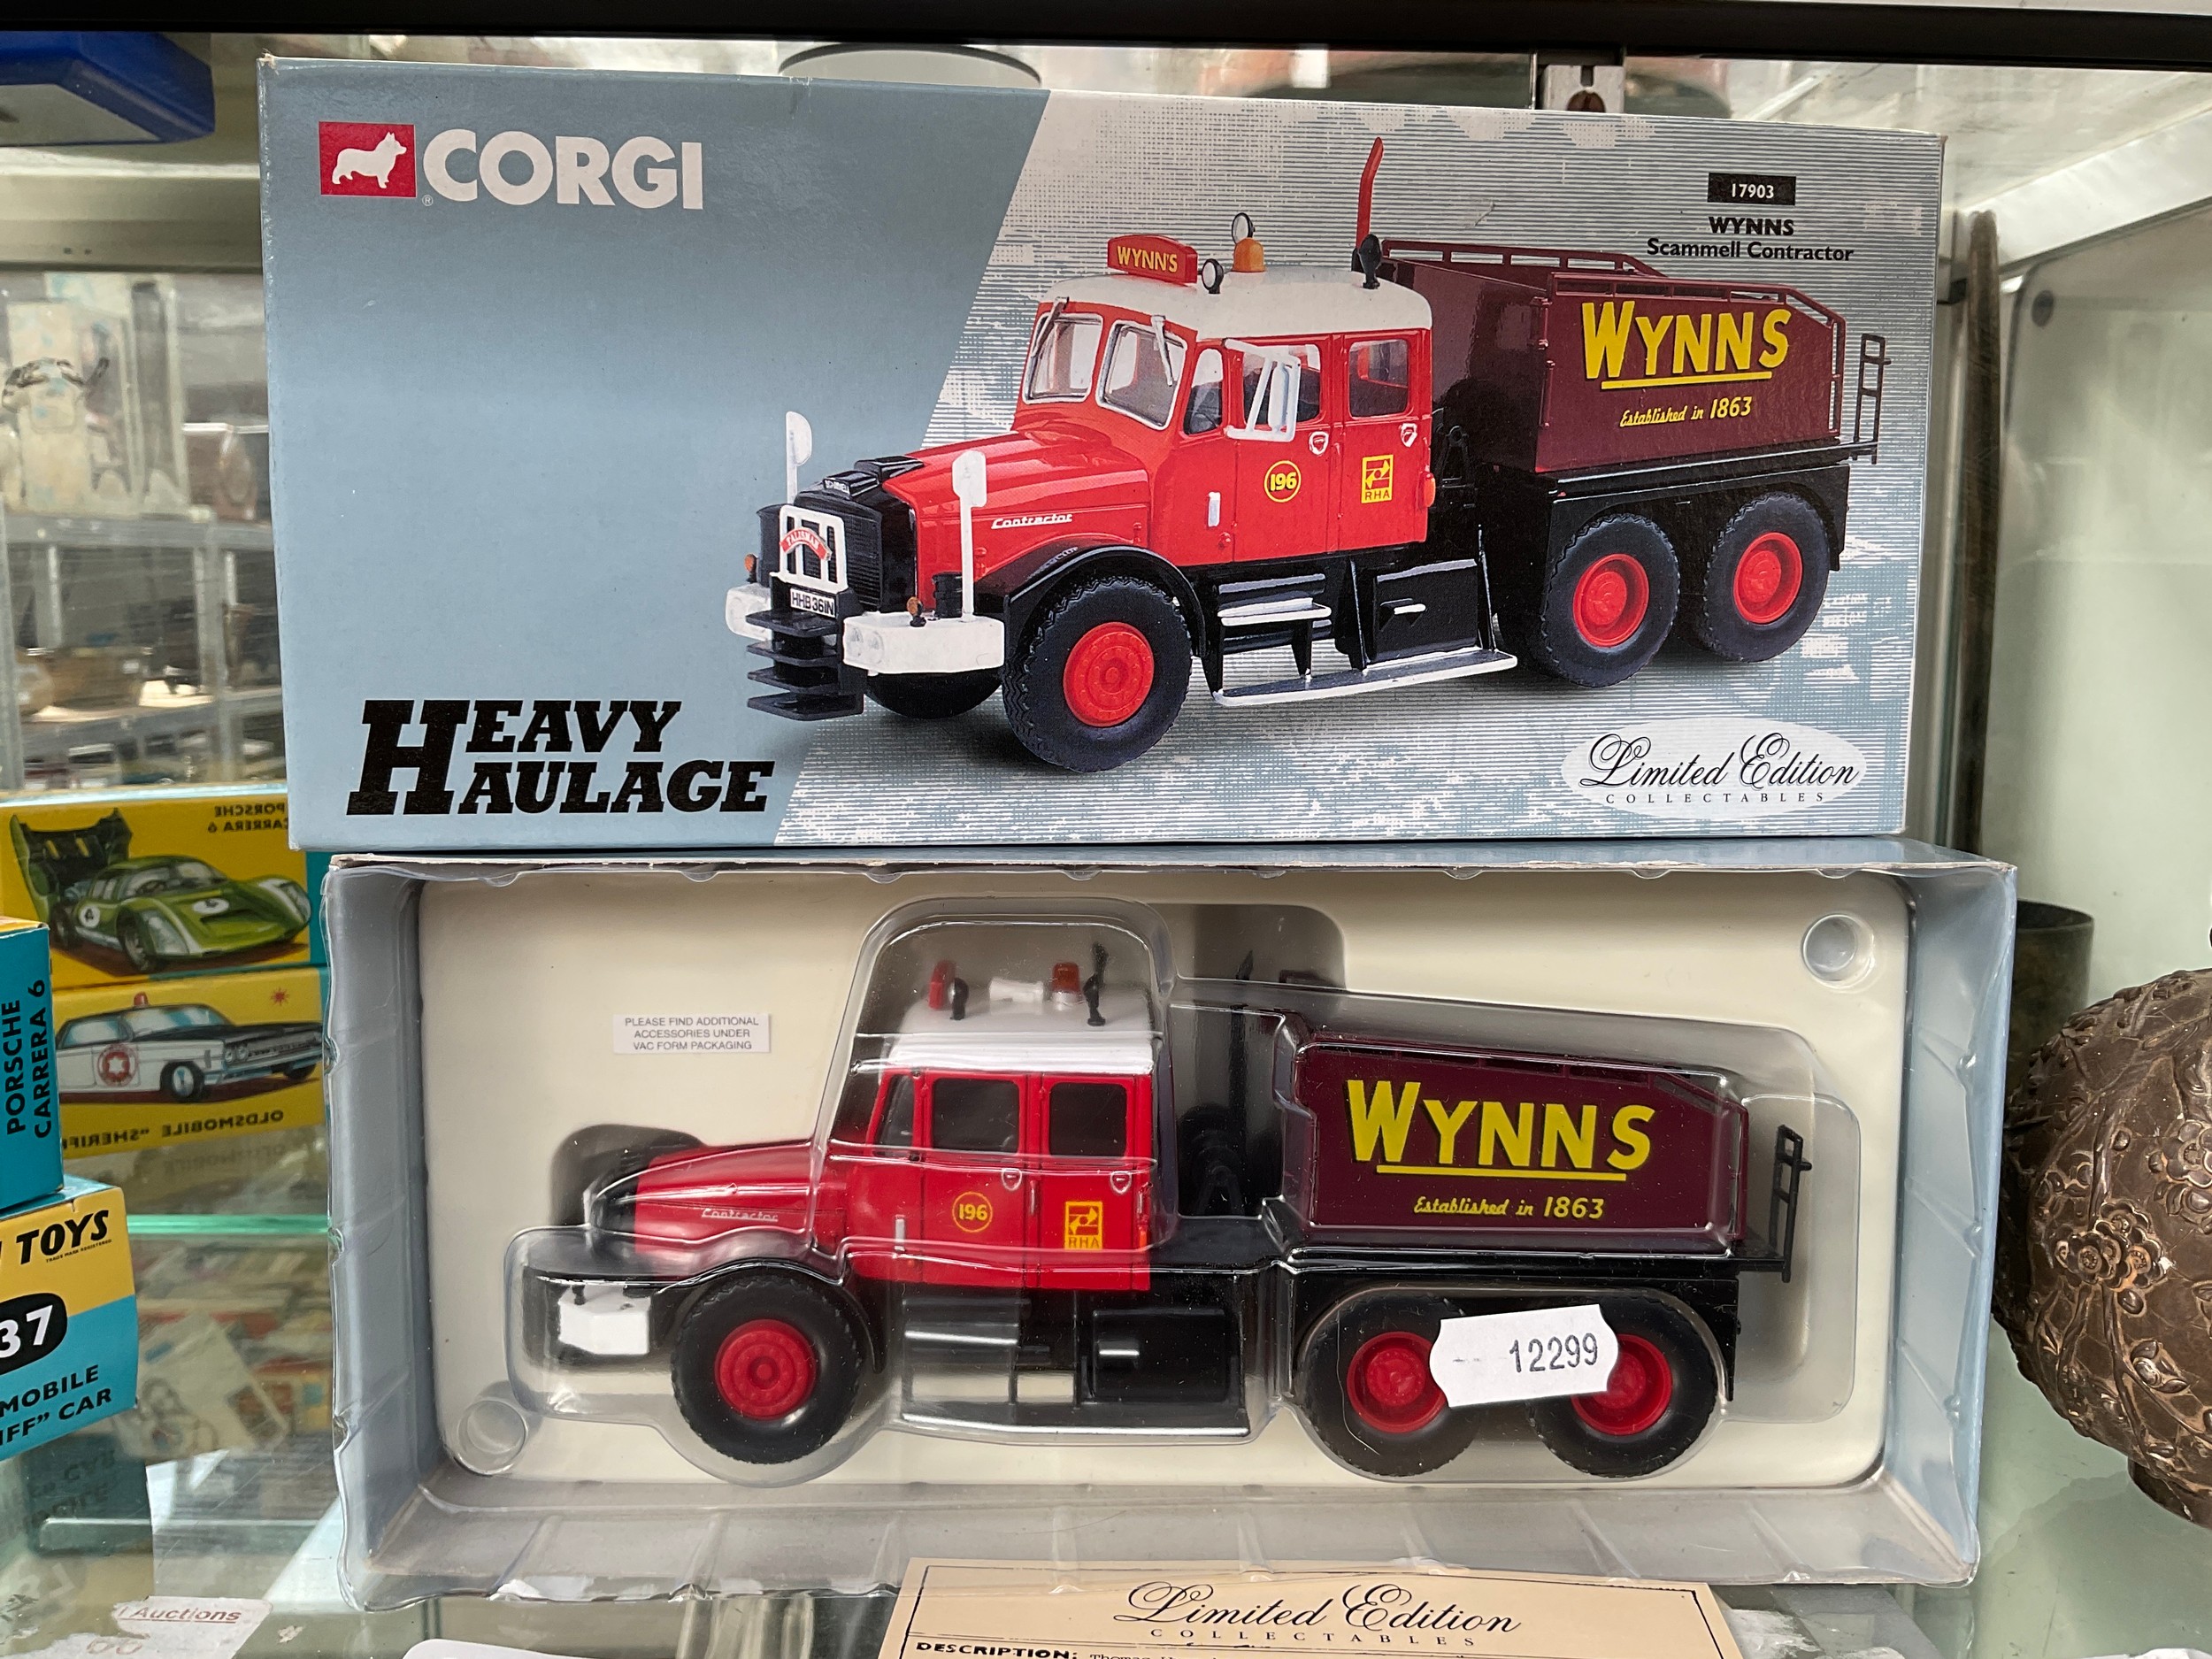 CORGI
®
17903
WYNNS
Scammell Contractor
WYNN'S
WYNNS
Established in 1863
196
RHA
Contractor
TALISMAN
HHB361N
HEAVY
HAULAGE
Limited Edition
COLLECTABLES
PORSCHE
CARRERA 6
PORSCHE
CARRERA 6
OLDSMOBILE "SHERIFF
TOYS
37
MOBILE
IFF" CAR
PLEASE FIND ADDITIONAL
ACCESSORIES UNDER
VAC FORM PACKAGING
WYNNS
Established in 1863
196
RHA
Contractor
12299
Auctions
Limited Edition
COLLECTABLES
DESCRIPTION: